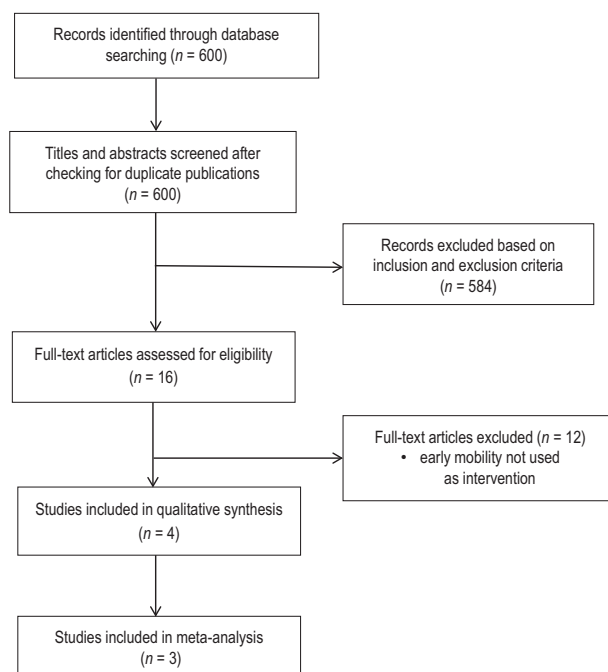 Records identified through database
searching (n = 600)
Titles and abstracts screened after
checking for duplicate publications
(n = 600)
Records excluded based on
inclusion and exclusion criteria
(n = 584)
Full-text articles assessed for eligibility
(n = 16)
Full-text articles excluded (n = 12)
• early mobility not used
as intervention
Studies included in qualitative synthesis
(n = 4)
Studies included in meta-analysis
(n = 3)